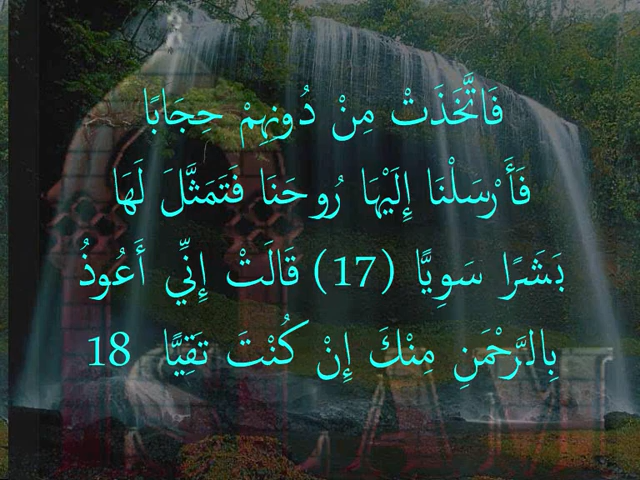 فَاتَّخَذَتْ مِنْ دُونِهِمْ حِجَابًا
فَأَرْسَلْنَا إِلَيْهَا رُوحَنَا فَتَمَثَّلَ لَهَا
بَشَرًا سَوِيًّا (17) قَالَتْ إِنِّي أَعُوذُ
بِالرَّحْمَنِ مِنْكَ إِنْ كُنْتَ تَقِيًّا 18